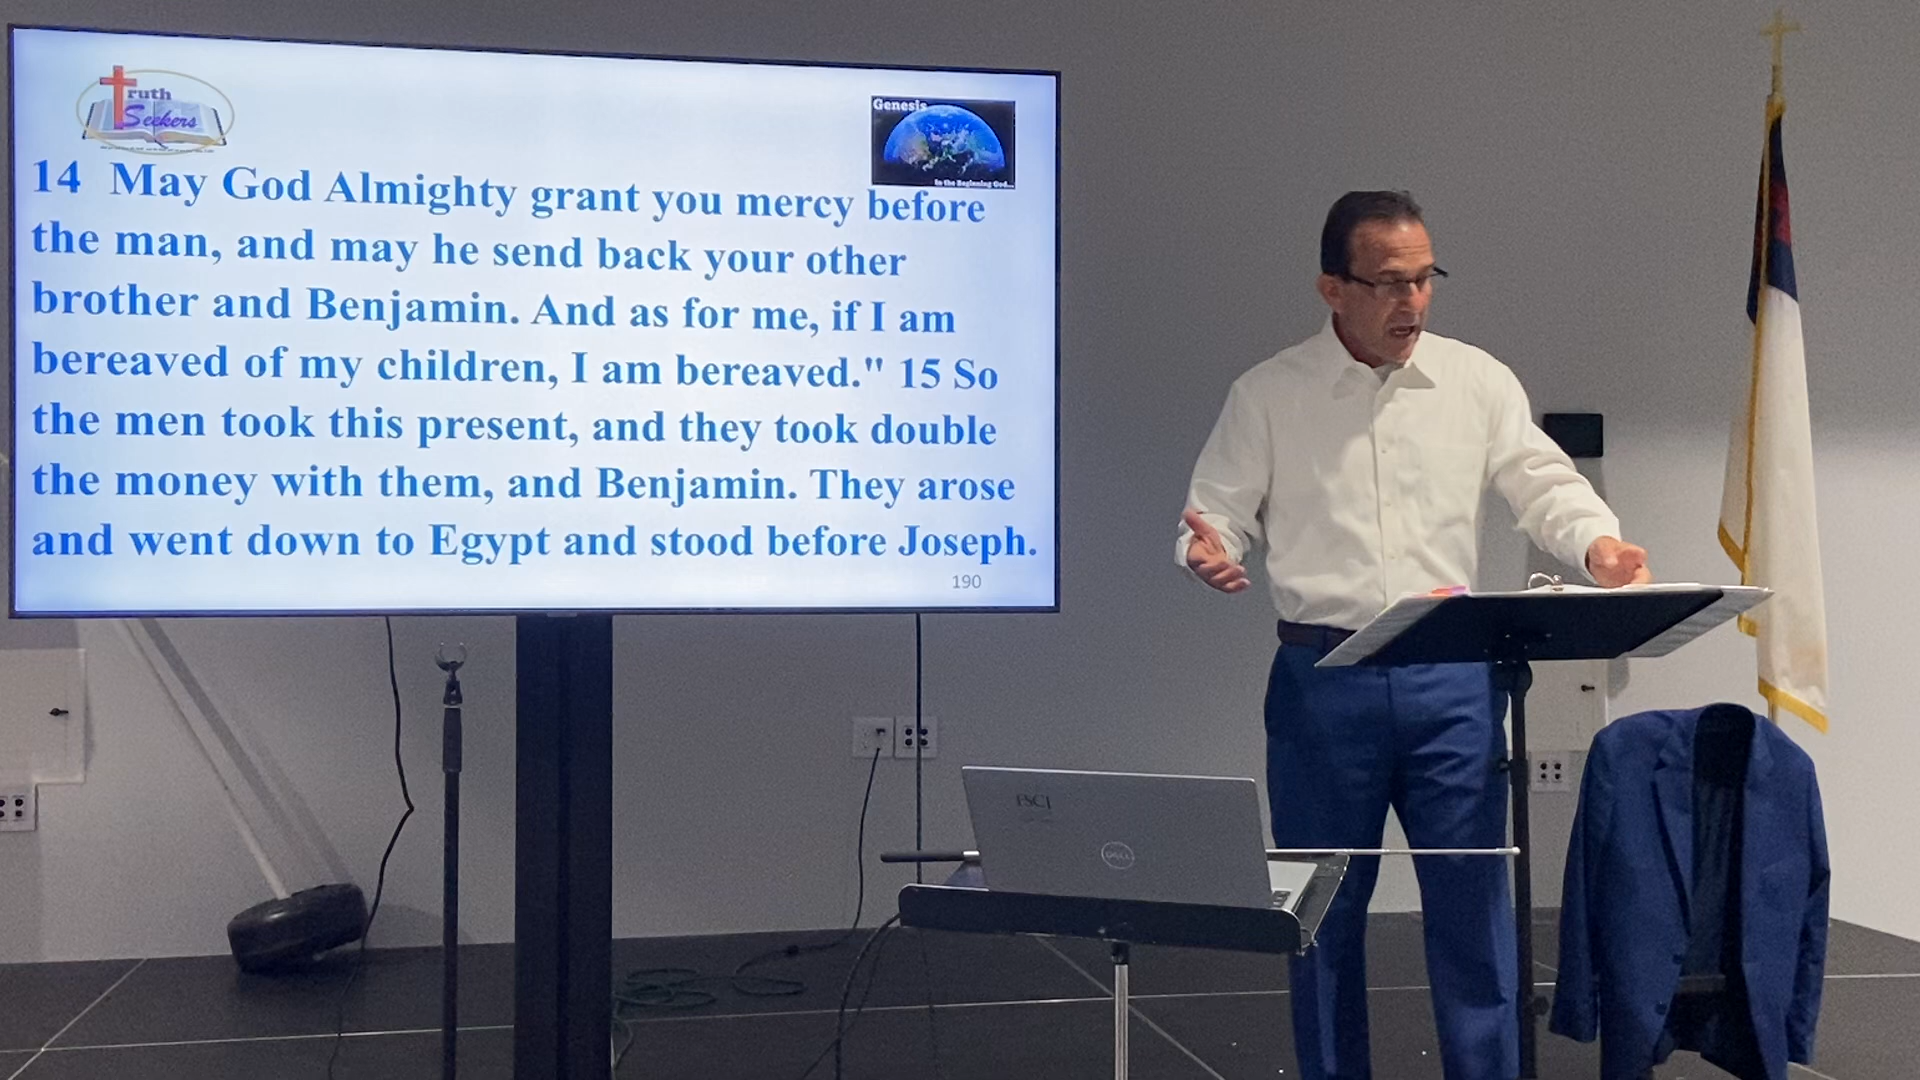 Truth
Seekers
Genesis
In the Beginning God...
14 May God Almighty grant you mercy before
the man, and may he send back your other
brother and Benjamin. And as for me, if I am
bereaved of my children, I am bereaved." 15 So
the men took this present, and they took double
the money with them, and Benjamin. They arose
and went down to Egypt and stood before Joseph.
190
FSCJ
DELL